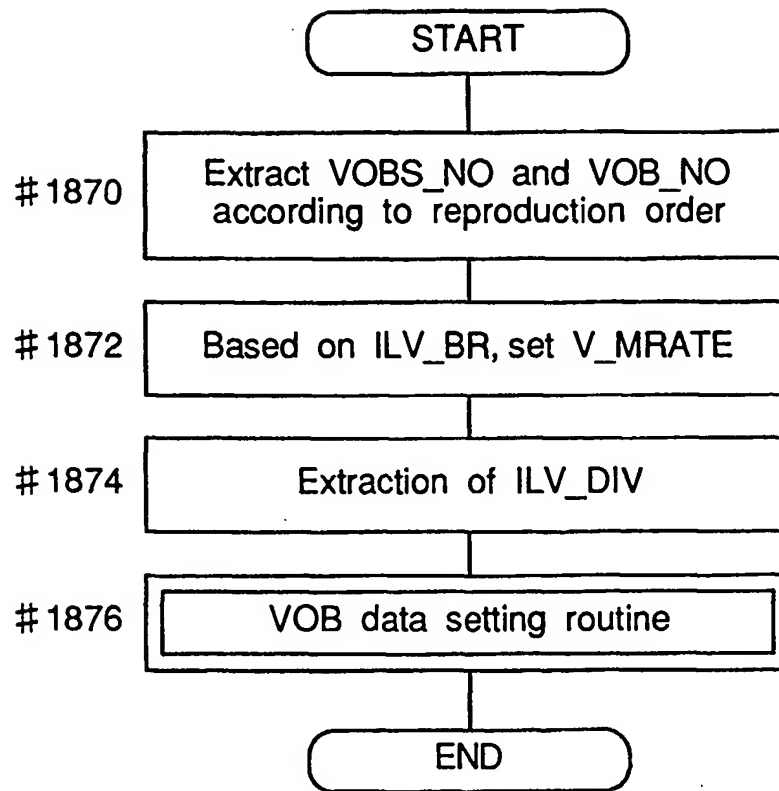 START
#1870
Extract VOBS_NO and VOB_NO
according to reproduction order
#1872
Based on ILV_BR, set V_MRATE
#1874
Extraction of ILV_DIV
#1876
VOB data setting routine
END